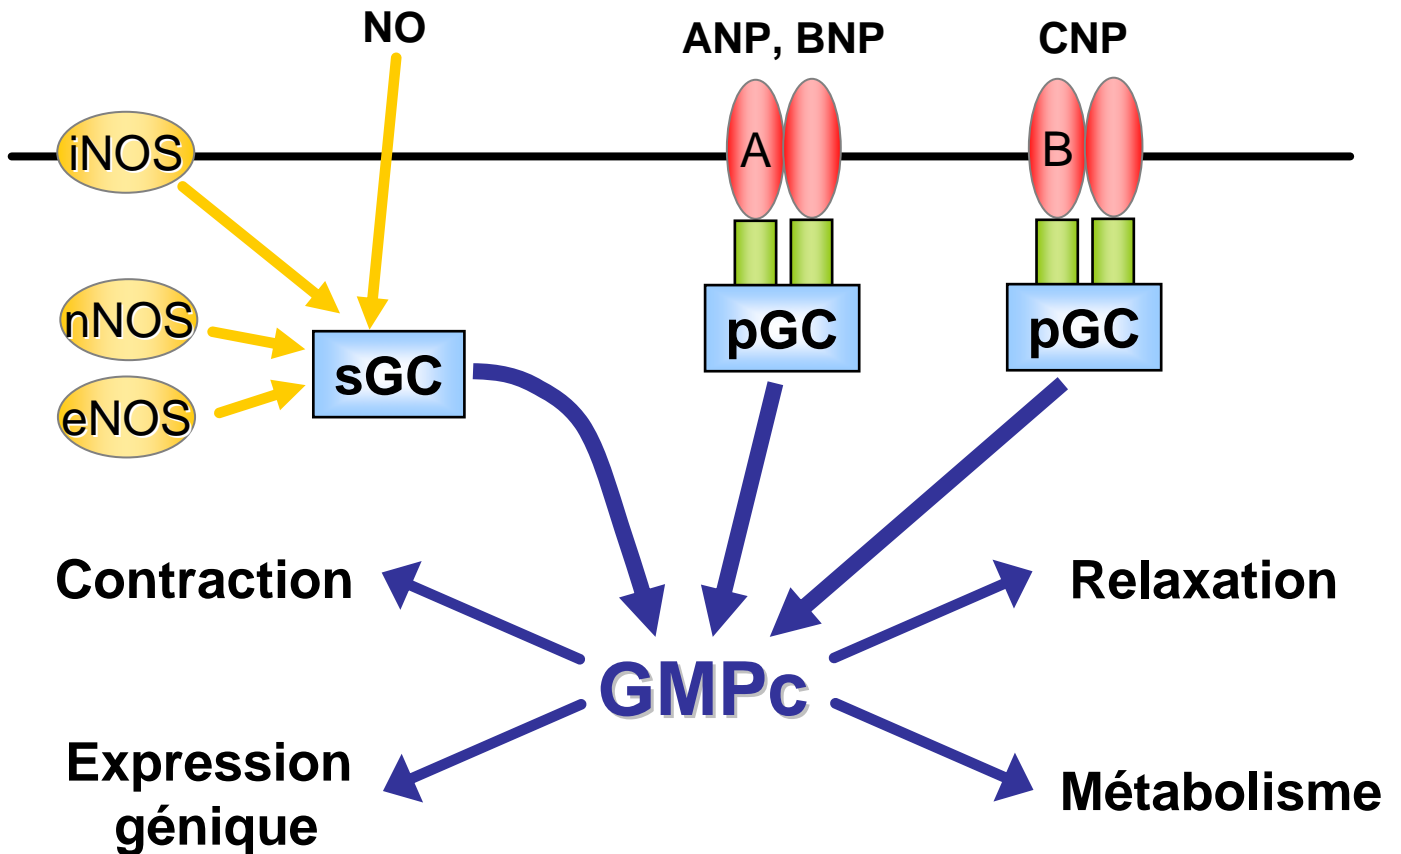 NO
ANP, BNP
CNP
iNOS
A
B
nNOS
pGC
pGC
sGC
eNOS
Contraction
Relaxation
GMPc
Expression
génique
Métabolisme